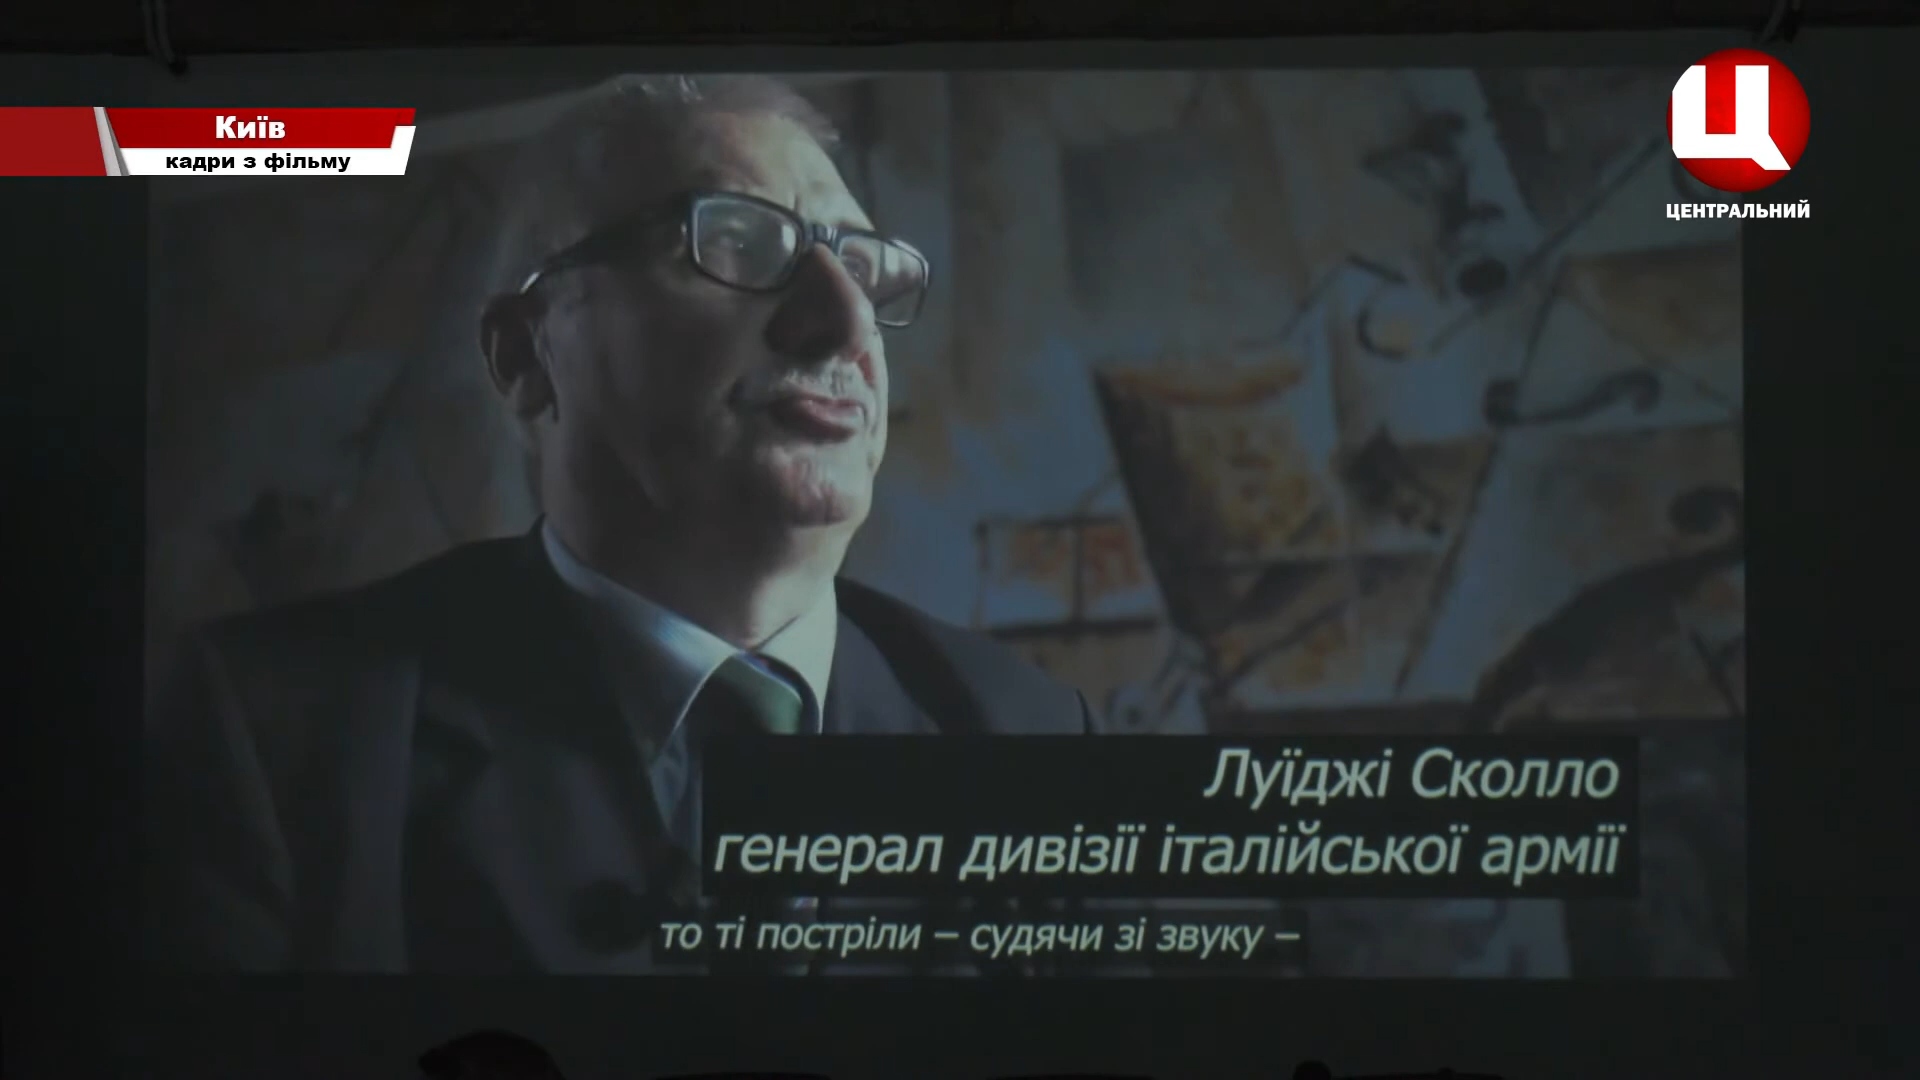 Київ
кадри з фільму
ЦЕНТРАЛЬНИЙ
Луїджі Сколло
генерал дивізії італійської армії
то ті постріли – судячи зі звуку –